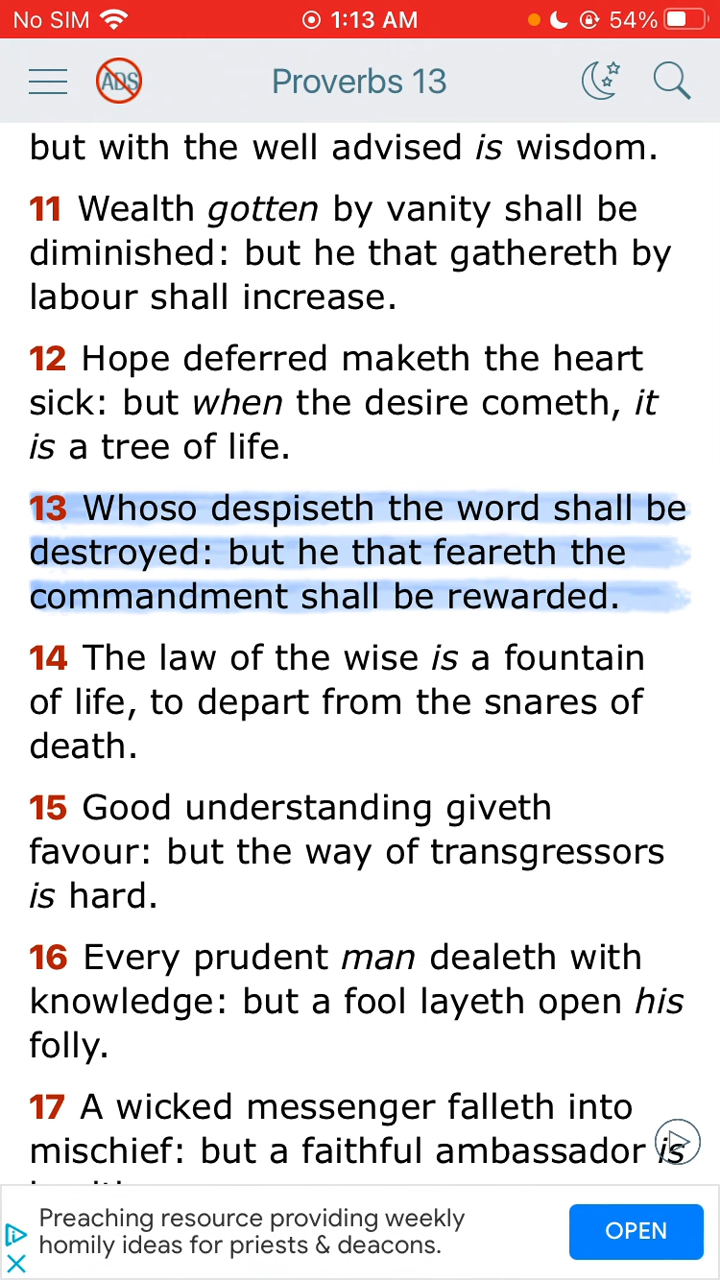 No SIM 1:13 AM 54%
ADS Proverbs 13
but with the well advised is wisdom.
11 Wealth gotten by vanity shall be
diminished: but he that gathereth by
labour shall increase.
12 Hope deferred maketh the heart
sick: but when the desire cometh, it
is a tree of life.
13 Whoso despiseth the word shall be
destroyed: but he that feareth the
commandment shall be rewarded.
14 The law of the wise is a fountain
of life, to depart from the snares of
death.
15 Good understanding giveth
favour: but the way of transgressors
is hard.
16 Every prudent man dealeth with
knowledge: but a fool layeth open his
folly.
17 A wicked messenger falleth into
mischief: but a faithful ambassador is
Preaching resource providing weekly
homily ideas for priests & deacons.
OPEN